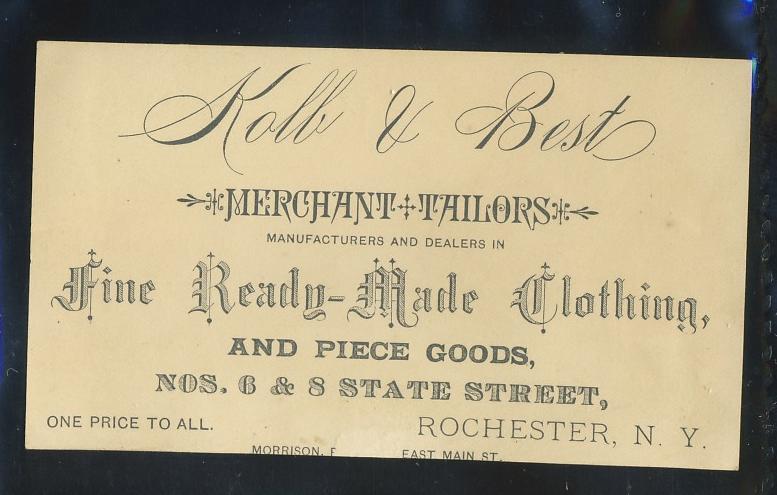 Kolb & Best
MERCHANT TAILORS
MANUFACTURERS AND DEALERS IN
Fine Ready-Made Clothing,
AND PIECE GOODS,
NOS. 6 & 8 STATE STREET,
ONE PRICE TO ALL. ROCHESTER, N. Y.
MORRISON, EAST MAIN ST.